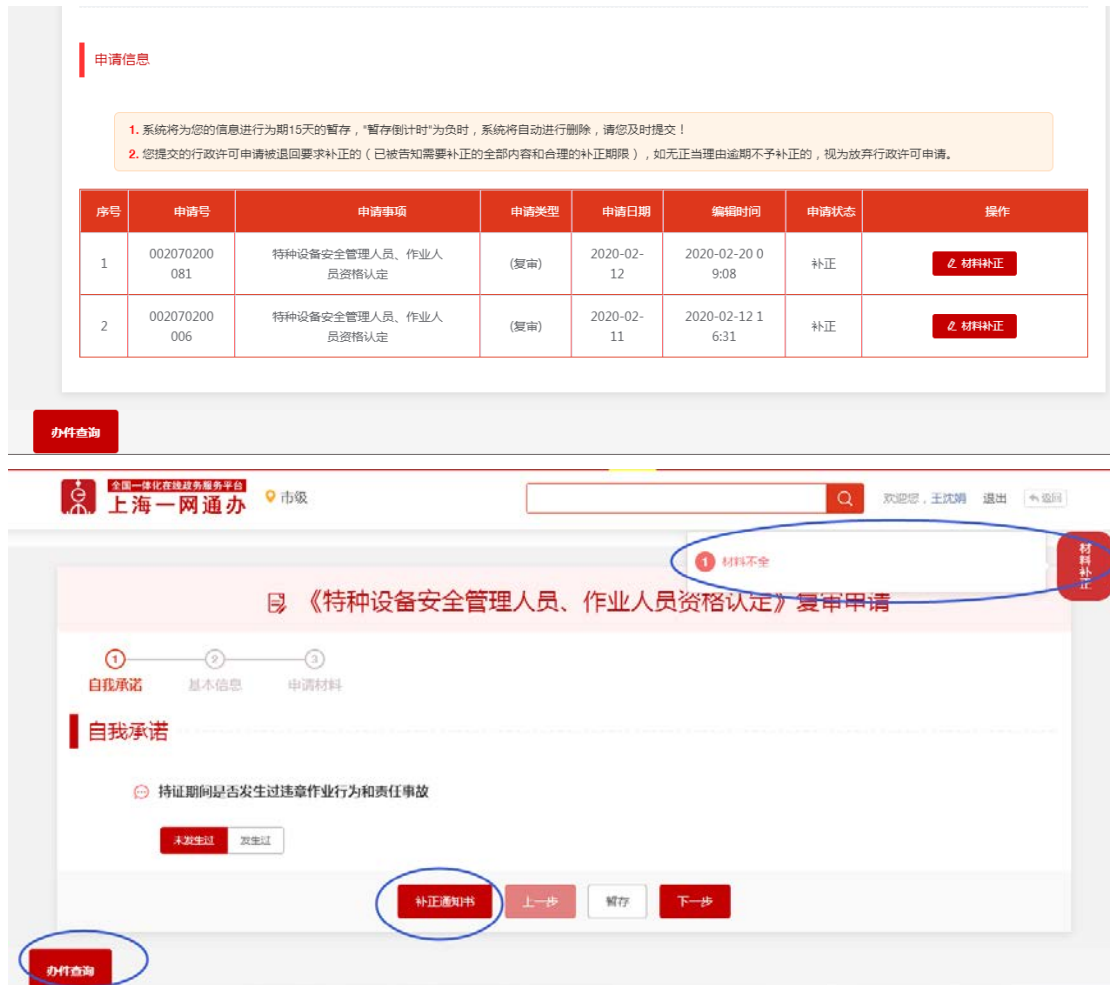 申请信息
1. 系统将为您的信息进行为期15天的暂存，"暂存倒计时"为负时，系统将自动进行删除，请您及时提交！
2. 您提交的行政许可申请被退回要求补正的（已被告知需要补正的全部内容和合理的补正期限），如无正当理由逾期不予补正的，视为放弃行政许可申请。
序号 申请号 申请事项 申请类型 申请日期 编辑时间 申请状态 操作
1 002070200 特种设备安全管理人员、作业人 (复审) 2020-02- 2020-02-20 0 补正 材料补正
081 员资格认定 12 9:08
2 002070200 特种设备安全管理人员、作业人 (复审) 2020-02- 2020-02-12 1 补正 材料补正
006 员资格认定 11 6:31
办件查询
全国一体化在线政务服务平台
上海一网通办 市级 欢迎您，王沈娟 退出 返回
1 材料不全
材料补正
《特种设备安全管理人员、作业人员资格认定》复审申请
1 2 3
自我承诺 基本信息 申请材料
自我承诺
持证期间是否发生过违章作业行为和责任事故
未发生过 发生过
补正通知书 上一步 暂存 下一步
办件查询